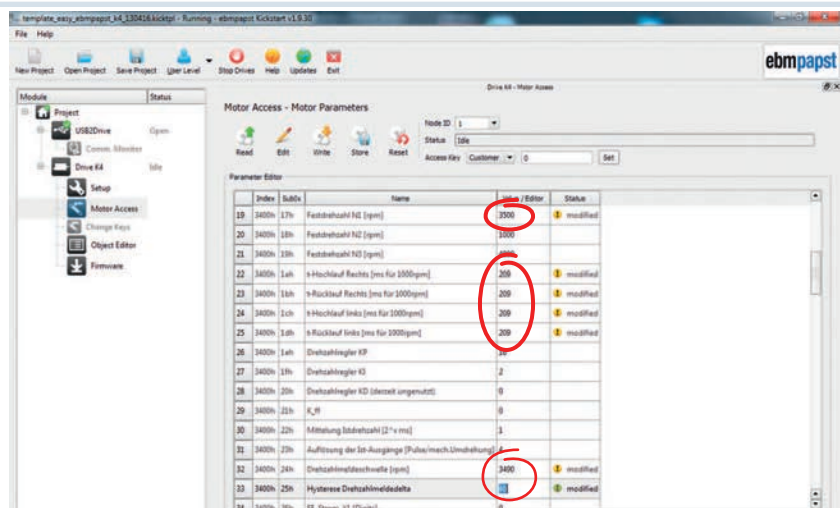 template_easy_ebmpapst_k4_130416.kicktpl - Running - ebmpapst Kickstart v1.9.30
File Help
New Project Open Project Save Project User Level Stop Drives Help Updates Exit
ebmpapst
Drive K4 - Motor Access
Module Status
Project
USB2Drive Open
Comm. Monitor
Drive K4 Idle
Setup
Motor Access
Change Keys
Object Editor
Firmware
Motor Access - Motor Parameters
Read Edit Write Store Reset
Node ID 1
Status Idle
Access Key Customer 0 Set
Parameter Editor
Index SubIx Name Value / Editor Status
19 3400h 17h Festdrehzahl N1 [rpm] 3500 modified
20 3400h 18h Festdrehzahl N2 [rpm] 1000
21 3400h 19h Festdrehzahl N3 [rpm]
22 3400h 1ah t-Hochlauf Rechts [ms für 1000rpm] 209 modified
23 3400h 1bh t-Rücklauf Rechts [ms für 1000rpm] 209 modified
24 3400h 1ch t-Hochlauf links [ms für 1000rpm] 209 modified
25 3400h 1dh t-Rücklauf links [ms für 1000rpm] 209 modified
26 3400h 1eh Drehzahlregler KP
27 3400h 1fh Drehzahlregler KI 2
28 3400h 20h Drehzahlregler KD (derzeit ungenutzt) 0
29 3400h 21h K_ff 0
30 3400h 22h Mittelung Istdrehzahl [2^v ms] 1
31 3400h 23h Auflösung der Ist-Ausgänge [Pulse/mech.Umdrehung]
32 3400h 24h Drehzahlmeldeschwelle [rpm] 3400 modified
33 3400h 25h Hysterese Drehzahlmeldedelta modified